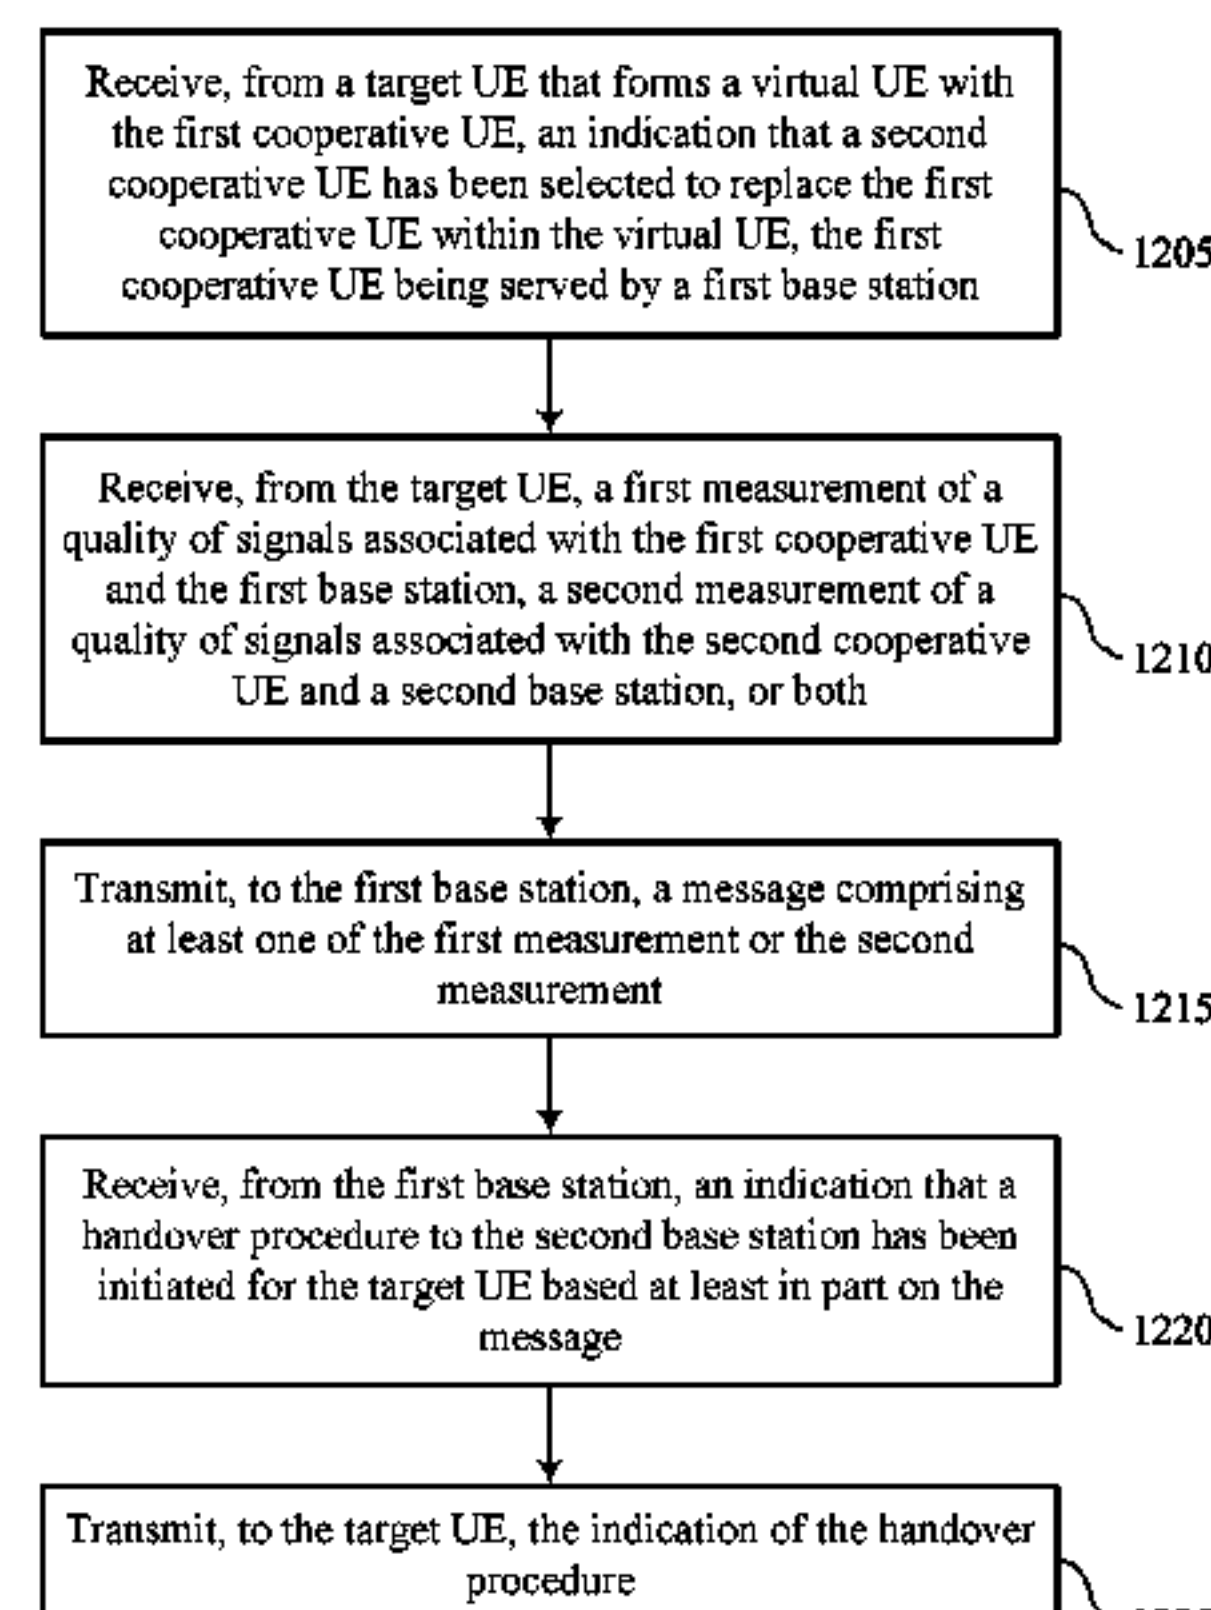 Receive, from a target UE that forms a virtual UE with
the first cooperative UE, an indication that a second
cooperative UE has been selected to replace the first
cooperative UE within the virtual UE, the first
cooperative UE being served by a first base station
1205
Receive, from the target UE, a first measurement of a
quality of signals associated with the first cooperative UE
and the first base station, a second measurement of a
quality of signals associated with the second cooperative
UE and a second base station, or both
1210
Transmit, to the first base station, a message comprising
at least one of the first measurement or the second
measurement
1215
Receive, from the first base station, an indication that a
handover procedure to the second base station has been
initiated for the target UE based at least in part on the
message
1220
Transmit, to the target UE, the indication of the handover
procedure